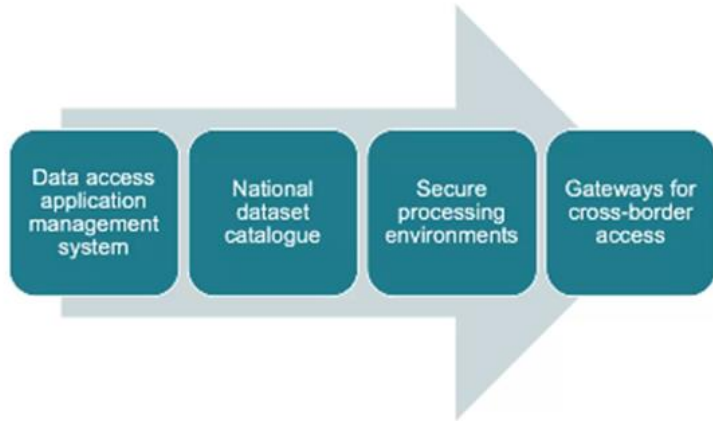 Data access
application
management
system
National
dataset
catalogue
Secure
processing
environments
Gateways for
cross-border
access